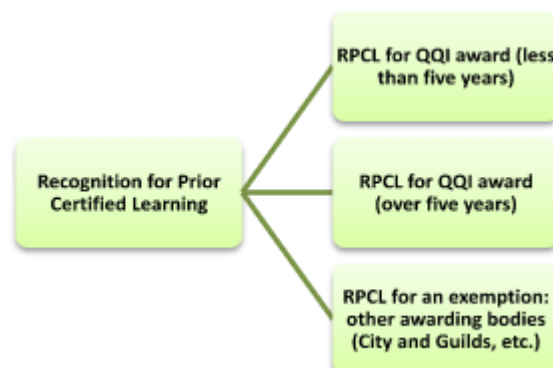 RPCL for QQI award (less
than five years)
Recognition for Prior
Certified Learning
RPCL for QQI award
(over five years)
RPCL for an exemption:
other awarding bodies
(City and Guilds, etc.)